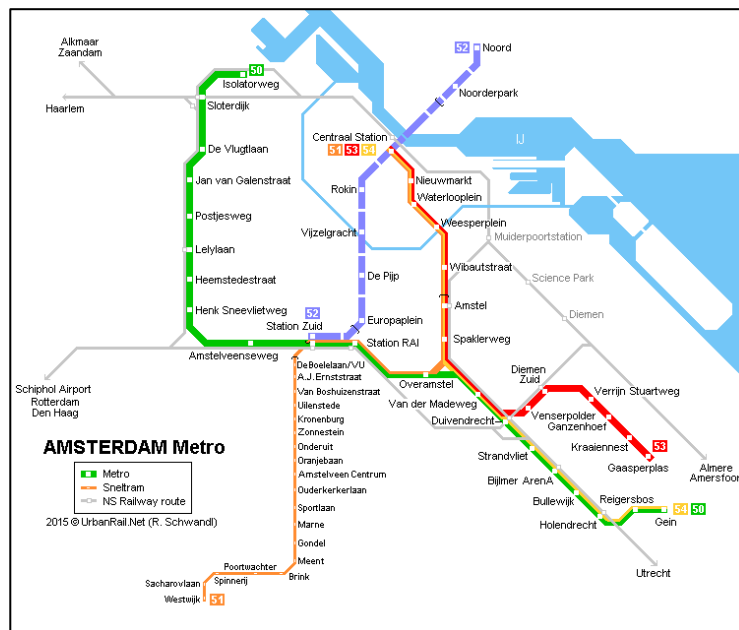 Alkmaar
Zaandam
50
Isolatorweg
52
Noord
Noorderpark
Haarlem
Sloterdijk
Centraal Station
51 53 54
IJ
De Vlugtlaan
Nieuwmarkt
Jan van Galenstraat
Rokin
Waterlooplein
Postjesweg
Vijzelgracht
Weesperplein
Muiderpoortstation
Lelylaan
Wibautstraat
Science Park
Heemstedestraat
De Pijp
Henk Sneevlietweg
52
Amstel
Diemen
Station Zuid
Europaplein
Amstelveenseweg
Station RAI
Spaklerweg
DeBoelelaan/VU
A.J.Ernststraat
Overamstel
Diemen
Zuid
Schiphol Airport
Rotterdam
Den Haag
Van Boshuizenstraat
Uilenstede
Van der Madeweg
Verrijn Stuartweg
Kronenburg
Duivendrecht
Venserpolder
Ganzenhoef
Zonnestein
Onderuit
Strandvliet
Kraaiennest
53
Oranjebaan
Gaasperplas
Almere
Amersfoort
Amstelveen Centrum
Bijlmer ArenA
Ouderkerkerlaan
Bullewijk
Reigersbos
Sportlaan
54 50
Marne
Holendrecht
Gein
Gondel
Meent
Utrecht
Poortwachter
Brink
Sacharovlaan
Spinnerij
Westwijk
51
AMSTERDAM Metro
Metro
Sneltram
NS Railway route
2015 © UrbanRail.Net (R. Schwandl)